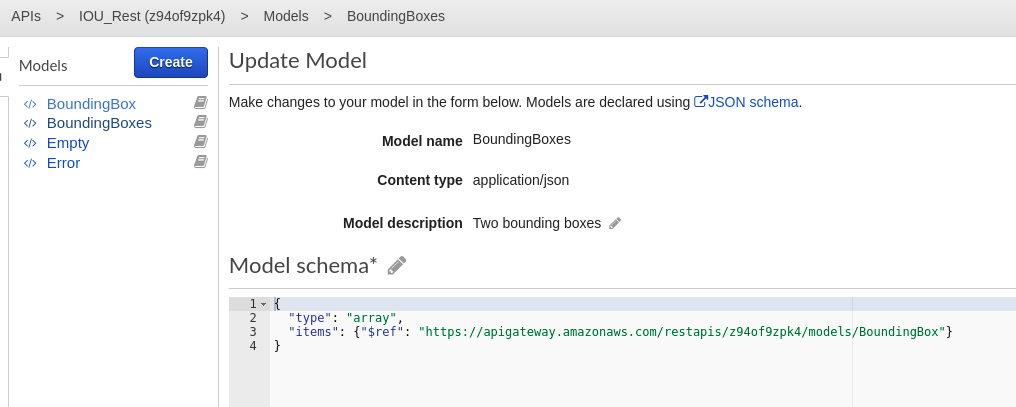 APIs > IOU_Rest (z94of9zpk4) > Models > BoundingBoxes
Models
Create
BoundingBox
BoundingBoxes
Empty
Error
Update Model
Make changes to your model in the form below. Models are declared using JSON schema.
Model name BoundingBoxes
Content type application/json
Model description Two bounding boxes
Model schema*
1 {
2 "type": "array",
3 "items": {"$ref": "https://apigateway.amazonaws.com/restapis/z94of9zpk4/models/BoundingBox"}
4 }